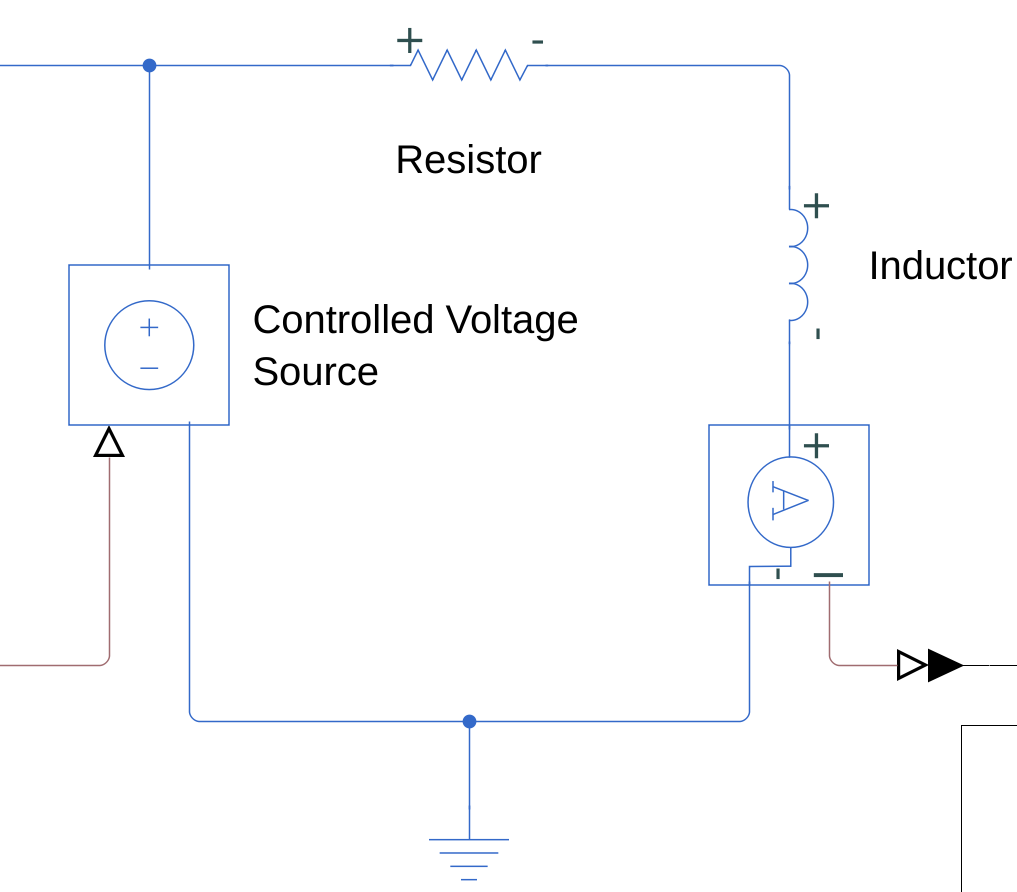 + -
Resistor
+
Inductor
-
Controlled Voltage
Source
+
−
+
A
-
−